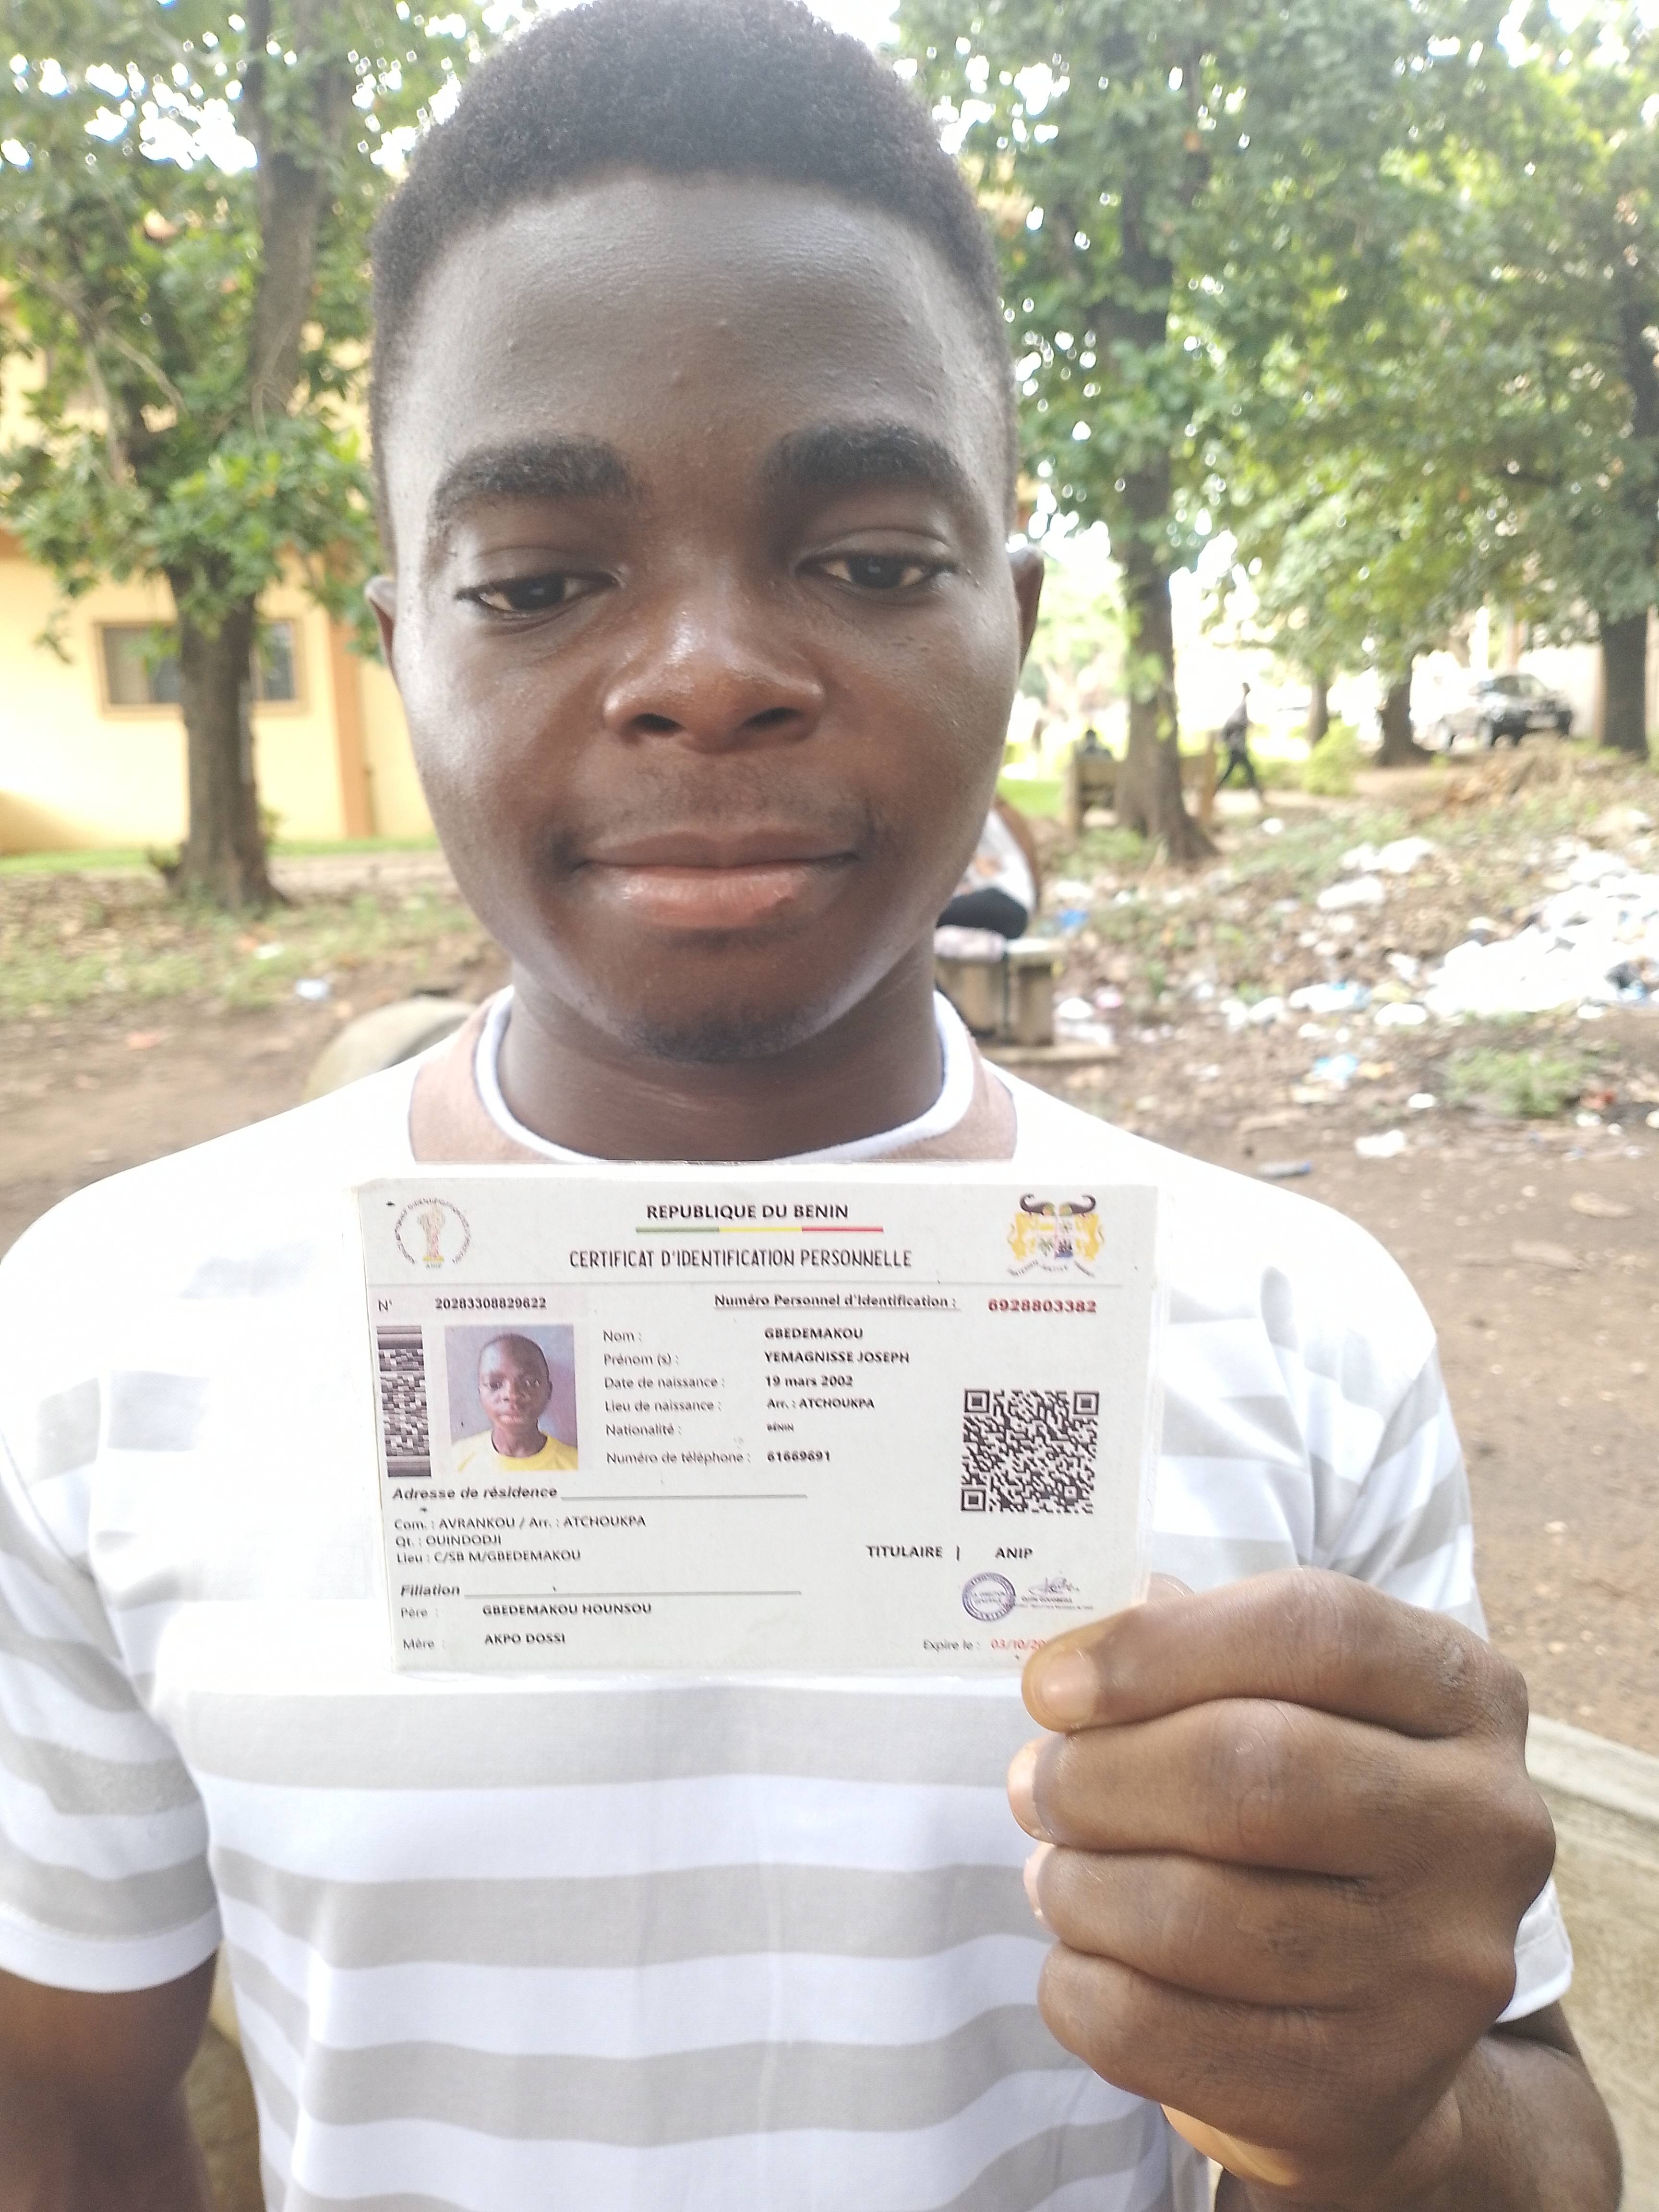 REPUBLIQUE DU BENIN
CERTIFICAT D'IDENTIFICATION PERSONNELLE
ANIP
N° 20283308829622 Numéro Personnel d'Identification : 6928803382
Nom : GBEDEMAKOU
Prénom (s) : YEMAGNISSE JOSEPH
Date de naissance : 19 mars 2002
Lieu de naissance : Arr. : ATCHOUKPA
Nationalité : BENIN
Numéro de téléphone : 61669691
Adresse de résidence
Com. : AVRANKOU / Arr. : ATCHOUKPA
Qt. : OUINDODJI
Lieu : C/SB M/GBEDEMAKOU
TITULAIRE | ANIP
Filiation
Père : GBEDEMAKOU HOUNSOU
Mère : AKPO DOSSI
Expire le : 03/10/20